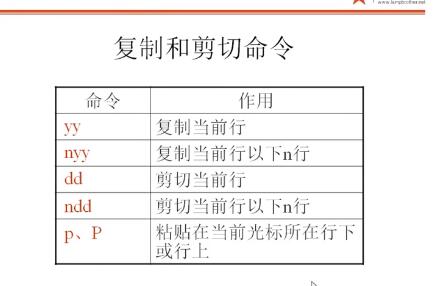 www.lampbrother.net
复制和剪切命令
命令 作用
yy 复制当前行
nyy 复制当前行以下n行
dd 剪切当前行
ndd 剪切当前行以下n行
p、P 粘贴在当前光标所在行下
或行上